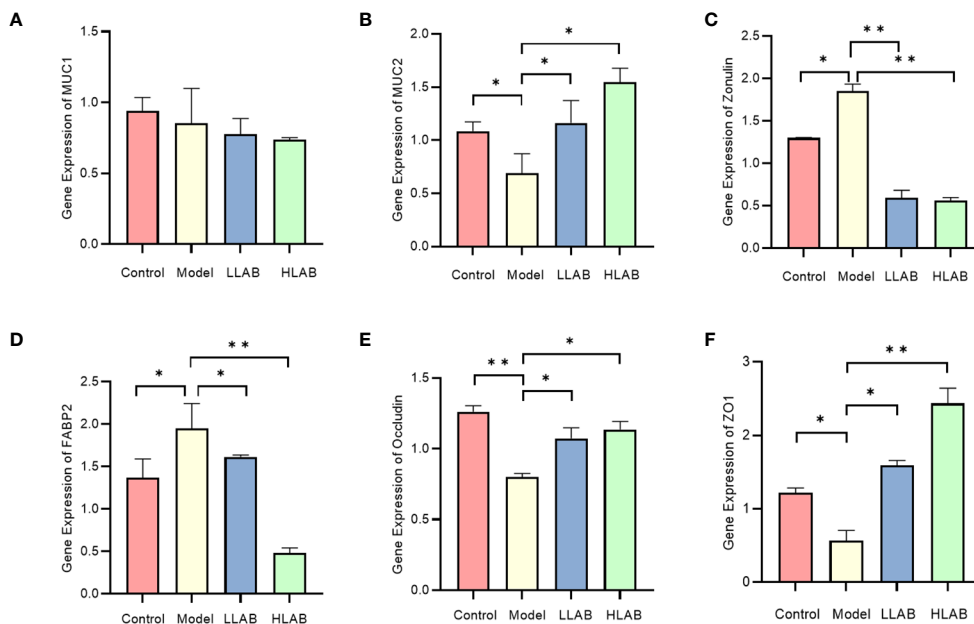 A
Gene Expression of MUC1
1.5
1.0
0.5
0.0
Control Model LLAB HLAB
B
Gene Expression of MUC2
2.0
1.5
1.0
0.5
0.0
*
*
*
Control Model LLAB HLAB
C
Gene Expression of Zonulin
2.5
2.0
1.5
1.0
0.5
0.0
* *
*
* *
Control Model LLAB HLAB
D
Gene Expression of FABP2
2.5
2.0
1.5
1.0
0.5
0.0
* *
*
*
Control Model LLAB HLAB
E
Gene Expression of Occludin
1.5
1.0
0.5
0.0
*
* *
*
Control Model LLAB HLAB
F
Gene Expression of ZO1
3
2
1
0
* *
*
*
Control Model LLAB HLAB